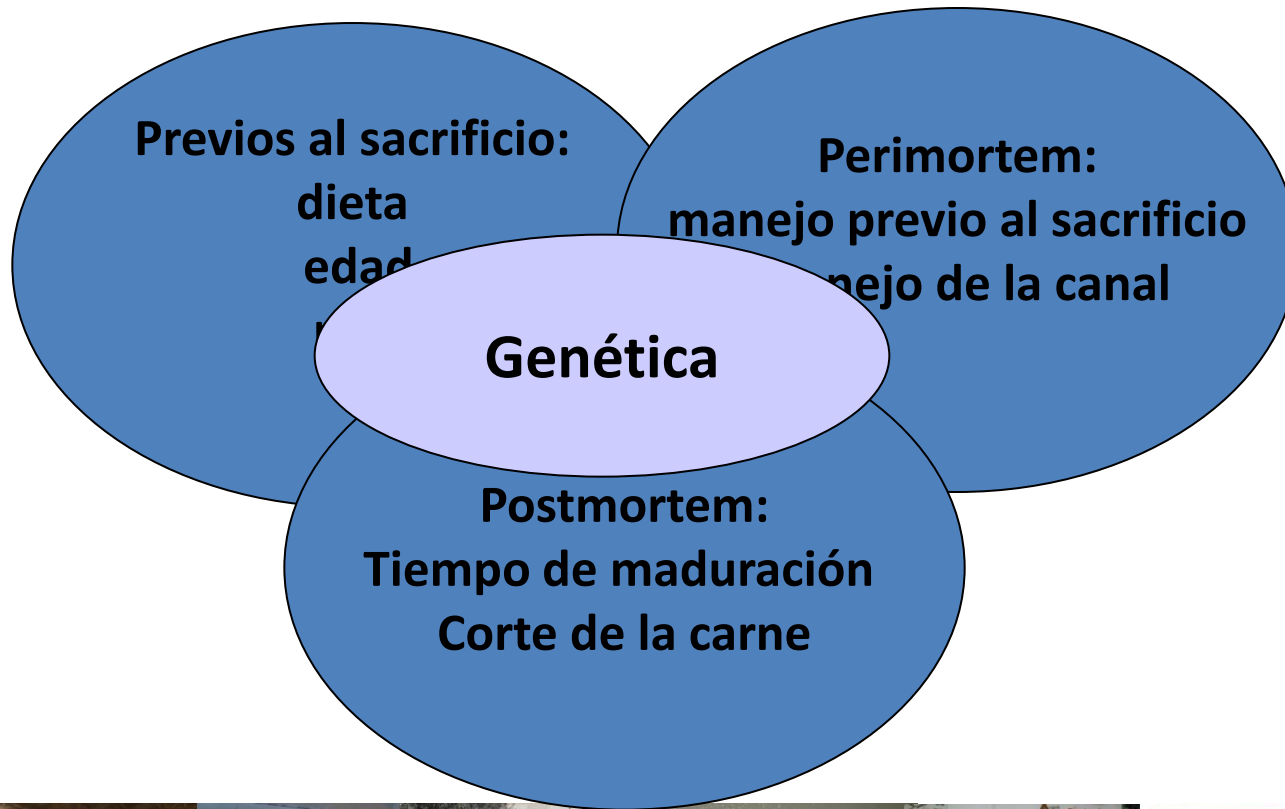 Previos al sacrificio:
dieta
edad
Perimortem:
manejo previo al sacrificio
nejo de la canal
Genética
Postmortem:
Tiempo de maduración
Corte de la carne